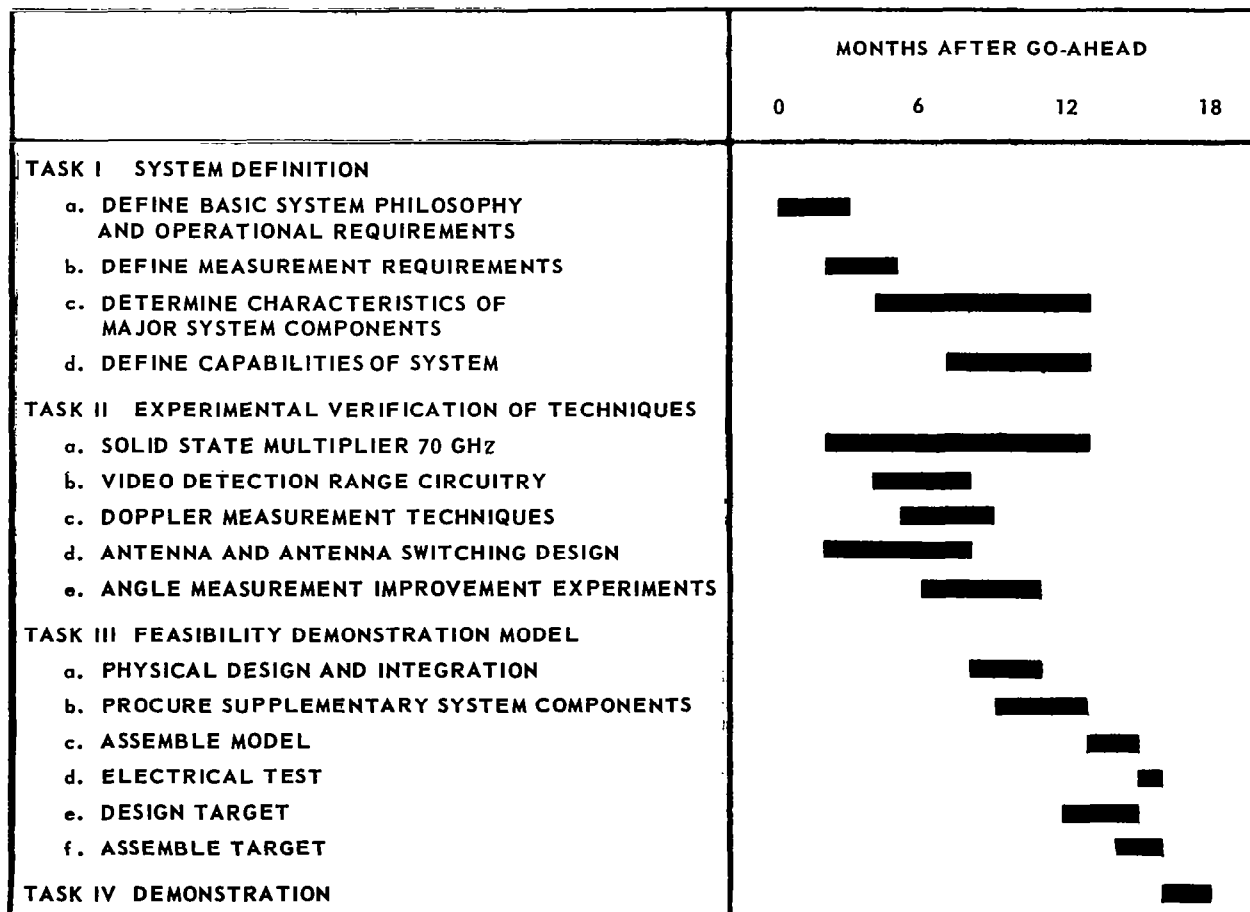 MONTHS AFTER GO-AHEAD
0 6 12 18
TASK I SYSTEM DEFINITION
a. DEFINE BASIC SYSTEM PHILOSOPHY
AND OPERATIONAL REQUIREMENTS
b. DEFINE MEASUREMENT REQUIREMENTS
c. DETERMINE CHARACTERISTICS OF
MAJOR SYSTEM COMPONENTS
d. DEFINE CAPABILITIES OF SYSTEM
TASK II EXPERIMENTAL VERIFICATION OF TECHNIQUES
a. SOLID STATE MULTIPLIER 70 GHZ
b. VIDEO DETECTION RANGE CIRCUITRY
c. DOPPLER MEASUREMENT TECHNIQUES
d. ANTENNA AND ANTENNA SWITCHING DESIGN
e. ANGLE MEASUREMENT IMPROVEMENT EXPERIMENTS
TASK III FEASIBILITY DEMONSTRATION MODEL
a. PHYSICAL DESIGN AND INTEGRATION
b. PROCURE SUPPLEMENTARY SYSTEM COMPONENTS
c. ASSEMBLE MODEL
d. ELECTRICAL TEST
e. DESIGN TARGET
f. ASSEMBLE TARGET
TASK IV DEMONSTRATION